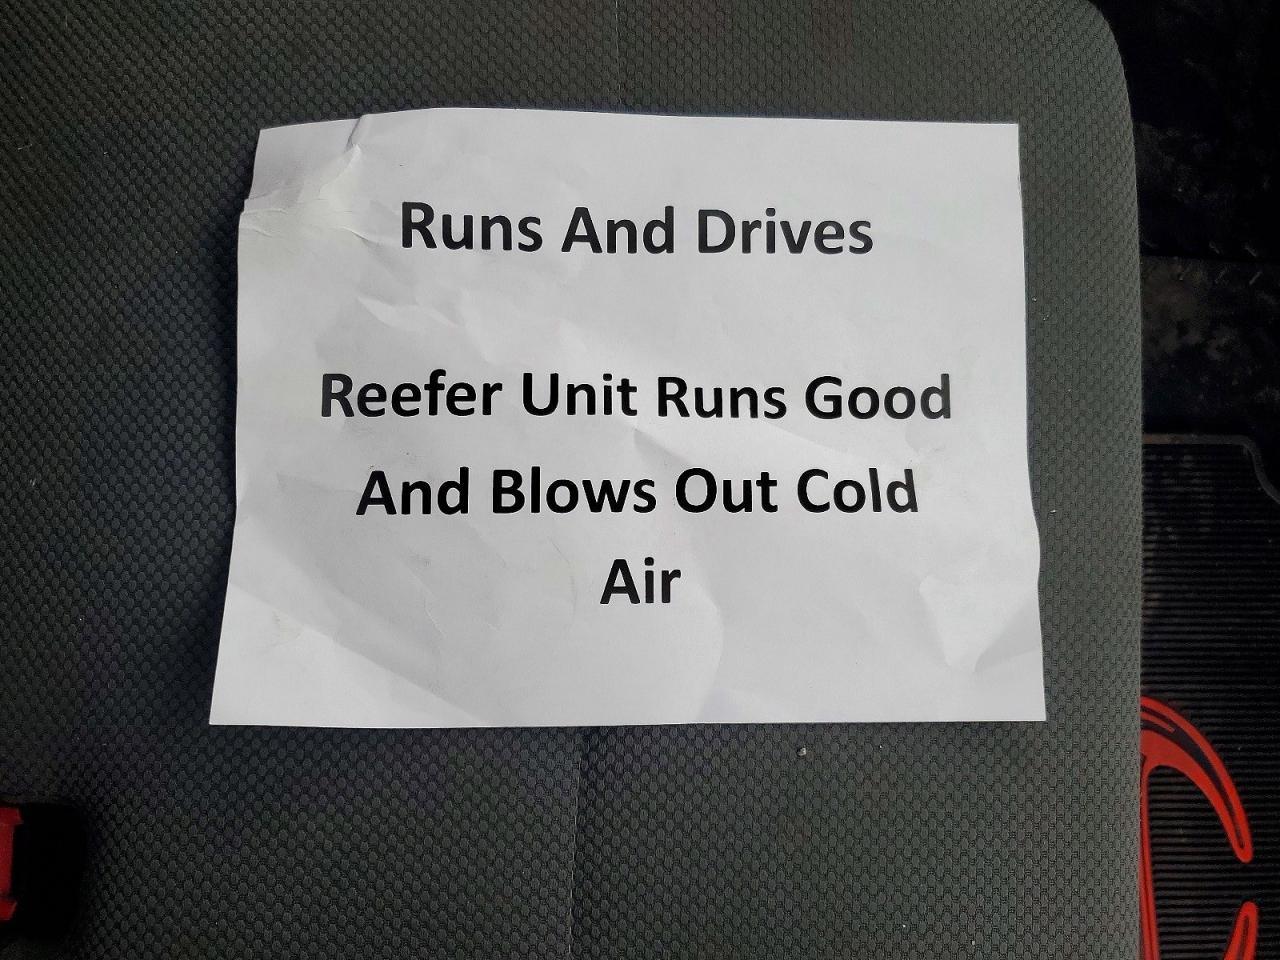 Runs And Drives
Reefer Unit Runs Good
And Blows Out Cold
Air